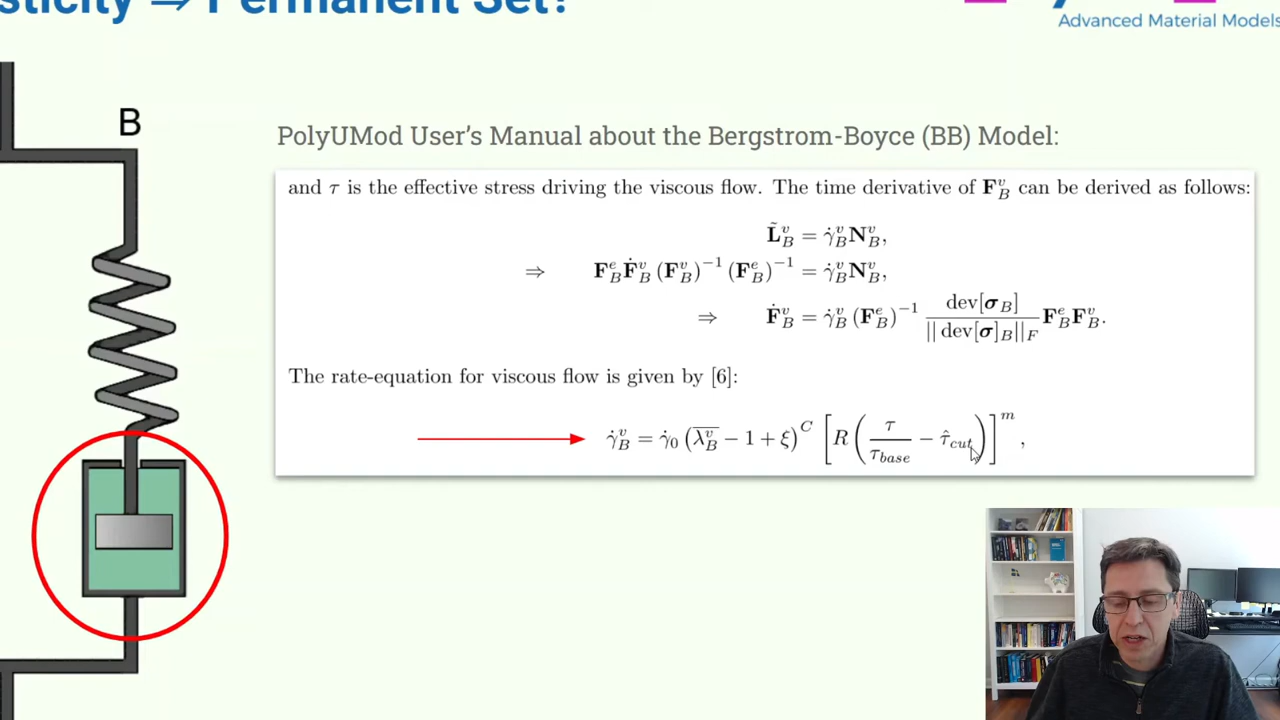 sticity ⇒ Permanent Set?
Advanced Material Models
B
PolyUMod User's Manual about the Bergstrom-Boyce (BB) Model:
and τ is the effective stress driving the viscous flow. The time derivative of F_B^v can be derived as follows:
L̃_B^v = γ̇_B^v N_B^v,
⇒ F_B^e Ḟ_B^v (F_B^v)^{-1} (F_B^e)^{-1} = γ̇_B^v N_B^v,
⇒ Ḟ_B^v = γ̇_B^v (F_B^e)^{-1} dev[σ_B] / ||dev[σ]_B||_F F_B^e F_B^v.
The rate-equation for viscous flow is given by [6]:
γ̇_B^v = γ̇_0 (\overline{λ_B^v} − 1 + ξ)^C [R(τ/τ_base − τ̂_cut)]^m,